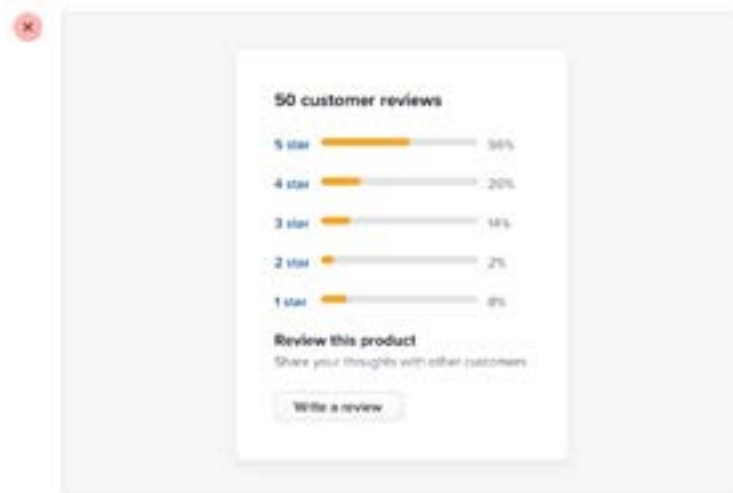 50 customer reviews
5 star 56%
4 star 20%
3 star 14%
2 star 2%
1 star 8%
Review this product
Share your thoughts with other customers
Write a review